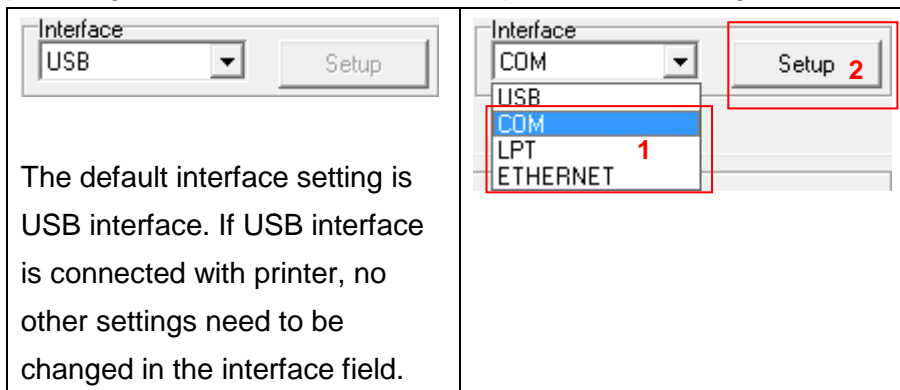 Interface
USB
Setup
The default interface setting is
USB interface. If USB interface
is connected with printer, no
other settings need to be
changed in the interface field.
Interface
COM
Setup 2
USB
COM
LPT 1
ETHERNET